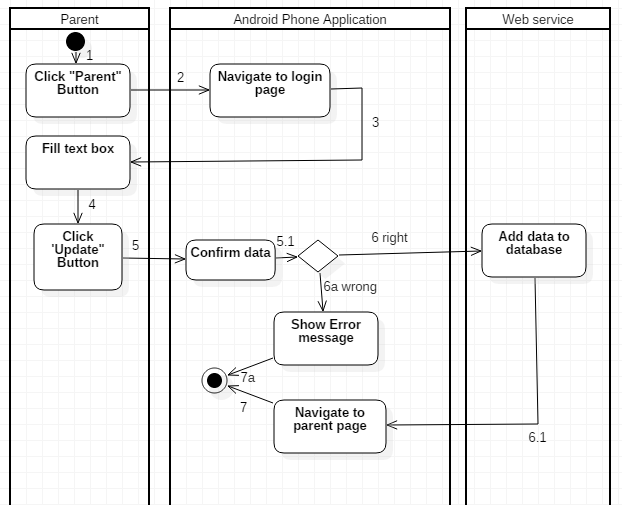 Parent
Android Phone Application
Web service
1
Click "Parent"
Button
2
Navigate to login
page
3
Fill text box
4
Click
'Update"
Button
5
Confirm data
5.1
6 right
Add data to
database
6a wrong
Show Error
message
7a
7
Navigate to
parent page
6.1